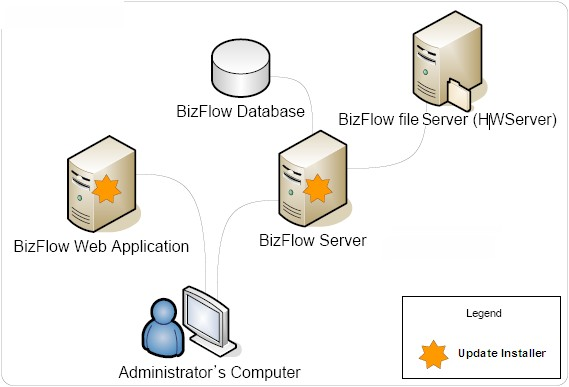 BizFlow Database
BizFlow file Server (HWServer)
BizFlow Web Application
BizFlow Server
Administrator's Computer
Legend
Update Installer